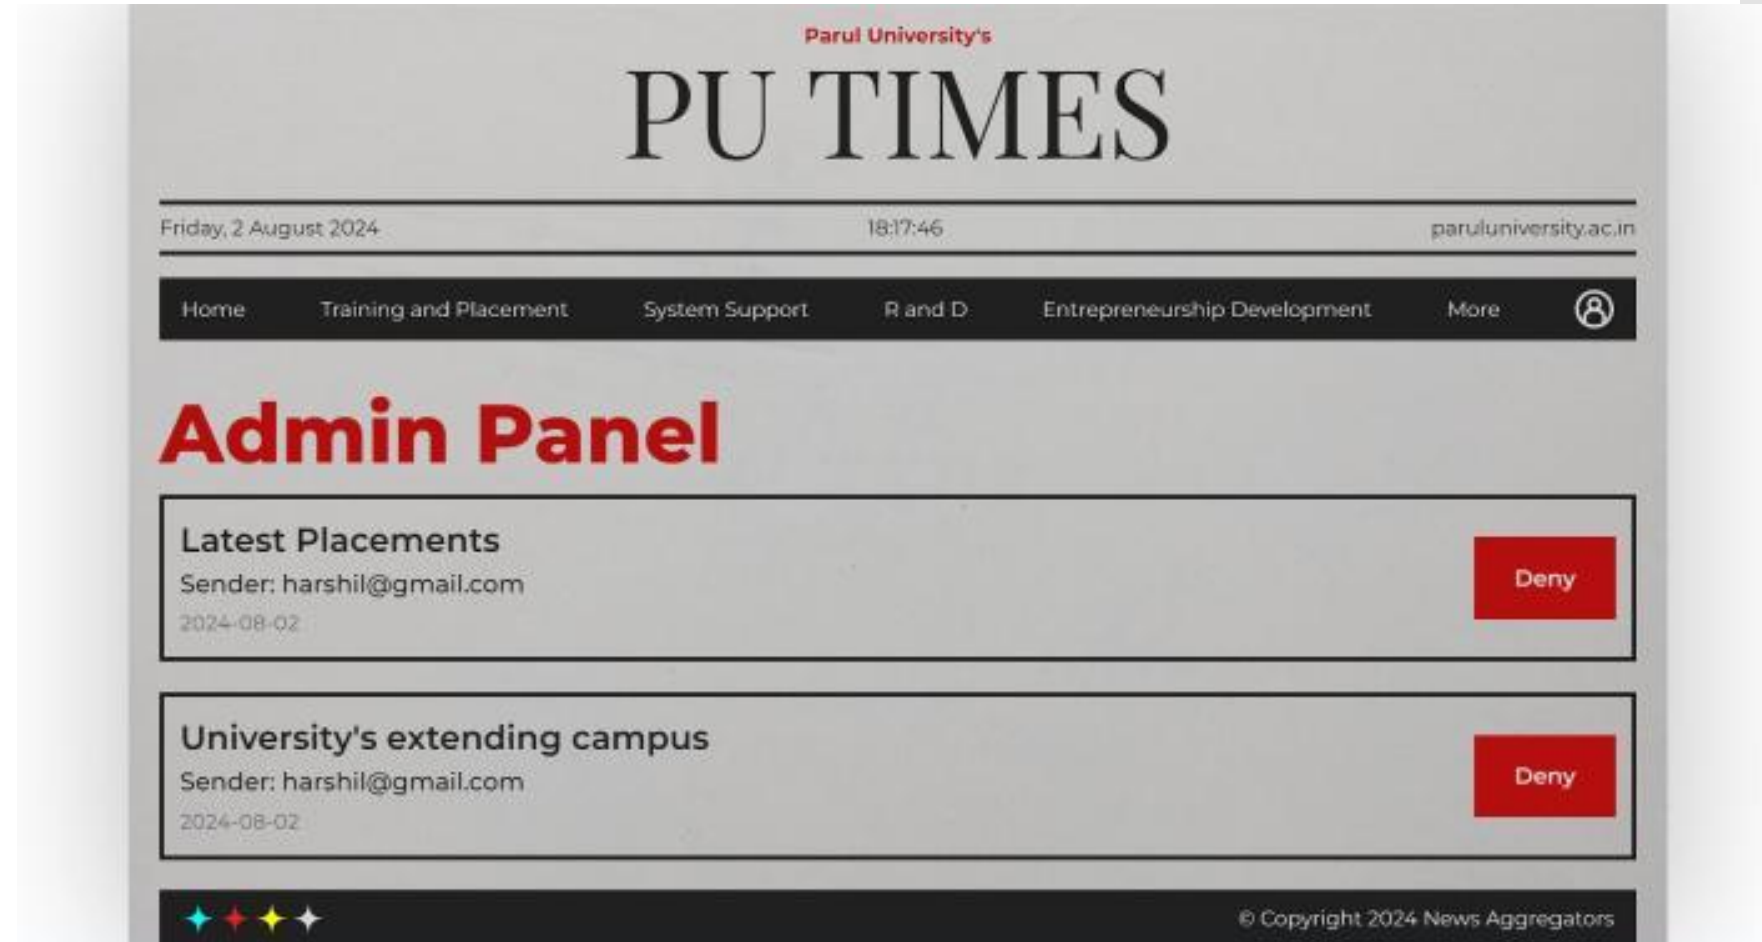 Parul University's
PU TIMES
Friday, 2 August 2024 18:17:46 paruluniversity.ac.in
Home Training and Placement System Support R and D Entrepreneurship Development More
Admin Panel
Latest Placements
Sender: harshil@gmail.com
2024-08-02
Deny
University's extending campus
Sender: harshil@gmail.com
2024-08-02
Deny
© Copyright 2024 News Aggregators